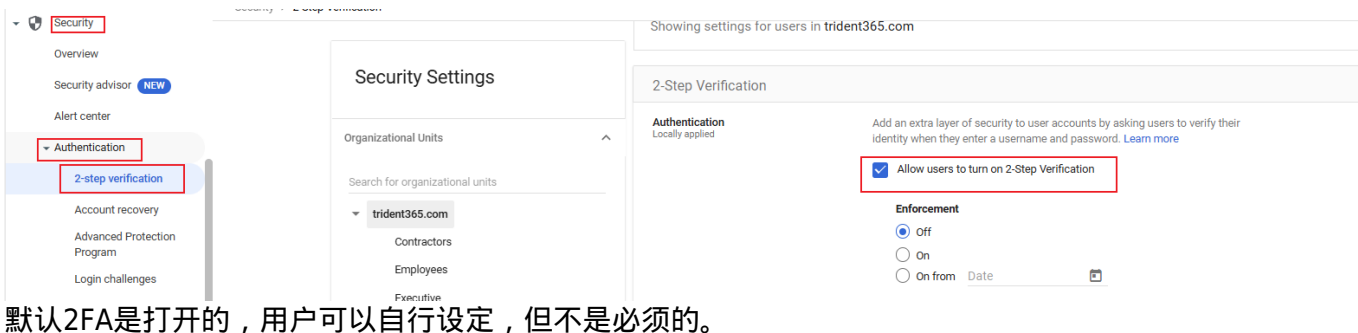 Security
Overview
Security advisor NEW
Alert center
Authentication
2-step verification
Account recovery
Advanced Protection
Program
Login challenges
Security Settings
Organizational Units
Search for organizational units
trident365.com
Contractors
Employees
Executive
Showing settings for users in trident365.com
2-Step Verification
Authentication
Locally applied
Add an extra layer of security to user accounts by asking users to verify their
identity when they enter a username and password. Learn more
Allow users to turn on 2-Step Verification
Enforcement
Off
On
On from Date
默认2FA是打开的，用户可以自行设定，但不是必须的。